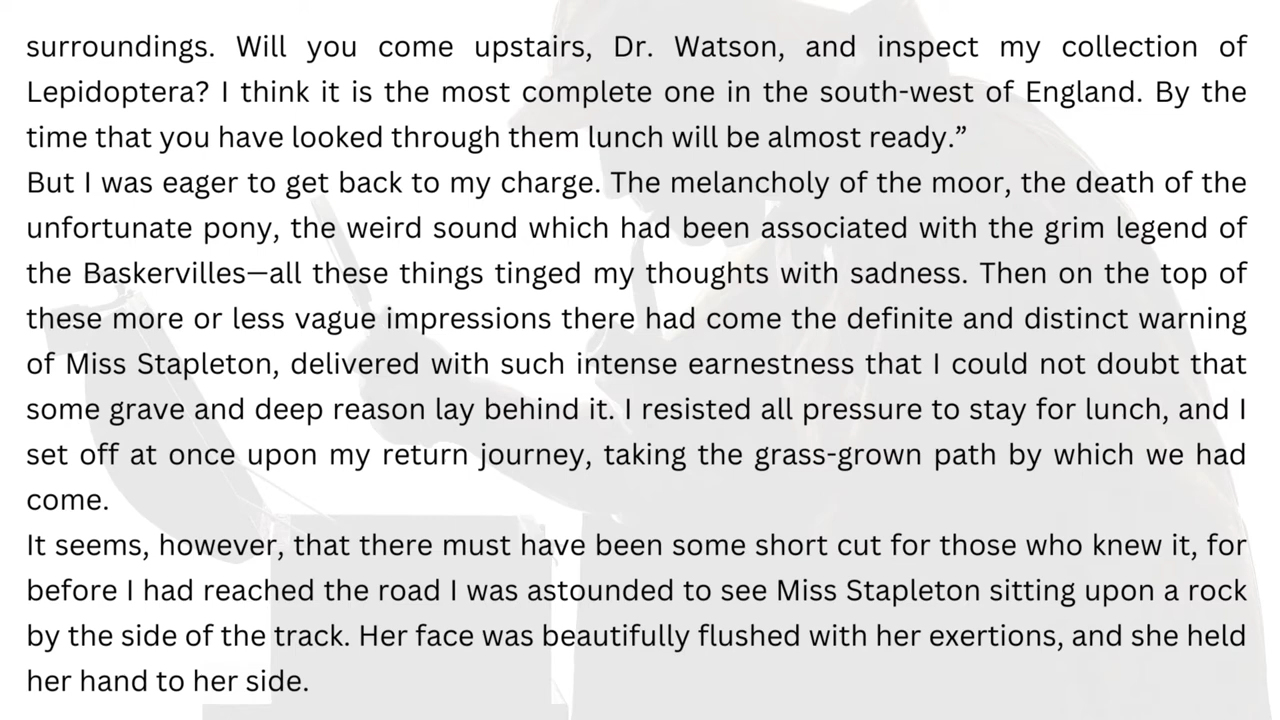 surroundings. Will you come upstairs, Dr. Watson, and inspect my collection of
Lepidoptera? I think it is the most complete one in the south-west of England. By the
time that you have looked through them lunch will be almost ready.”
But I was eager to get back to my charge. The melancholy of the moor, the death of the
unfortunate pony, the weird sound which had been associated with the grim legend of
the Baskervilles—all these things tinged my thoughts with sadness. Then on the top of
these more or less vague impressions there had come the definite and distinct warning
of Miss Stapleton, delivered with such intense earnestness that I could not doubt that
some grave and deep reason lay behind it. I resisted all pressure to stay for lunch, and I
set off at once upon my return journey, taking the grass-grown path by which we had
come.
It seems, however, that there must have been some short cut for those who knew it, for
before I had reached the road I was astounded to see Miss Stapleton sitting upon a rock
by the side of the track. Her face was beautifully flushed with her exertions, and she held
her hand to her side.